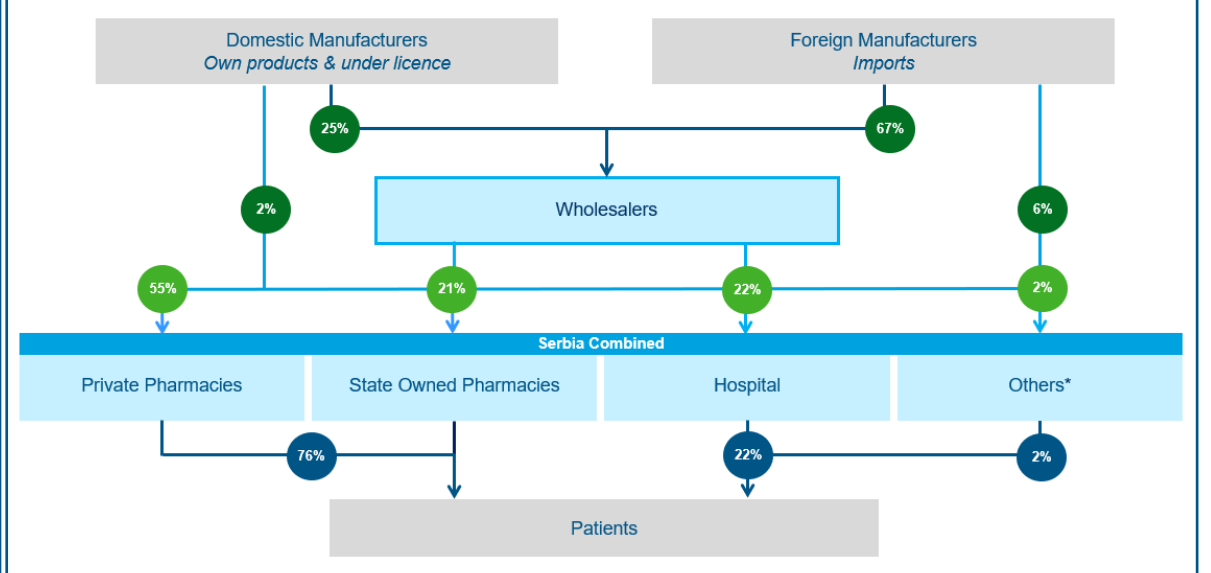 Domestic Manufacturers
Own products & under licence
Foreign Manufacturers
Imports
25%
67%
2%
Wholesalers
6%
55%
21%
22%
2%
Serbia Combined
Private Pharmacies
State Owned Pharmacies
Hospital
Others*
76%
22%
2%
Patients